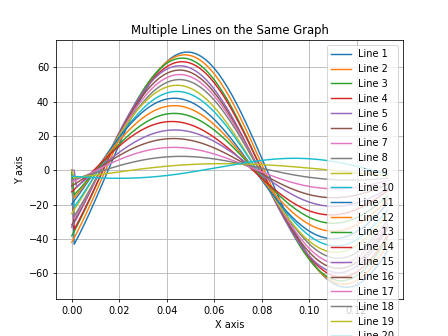 Multiple Lines on the Same Graph
Y axis
60
40
20
0
−20
−40
−60
0.00
0.02
0.04
0.06
0.08
0.10
X axis
Line 1
Line 2
Line 3
Line 4
Line 5
Line 6
Line 7
Line 8
Line 9
Line 10
Line 11
Line 12
Line 13
Line 14
Line 15
Line 16
Line 17
Line 18
Line 19
Line 20